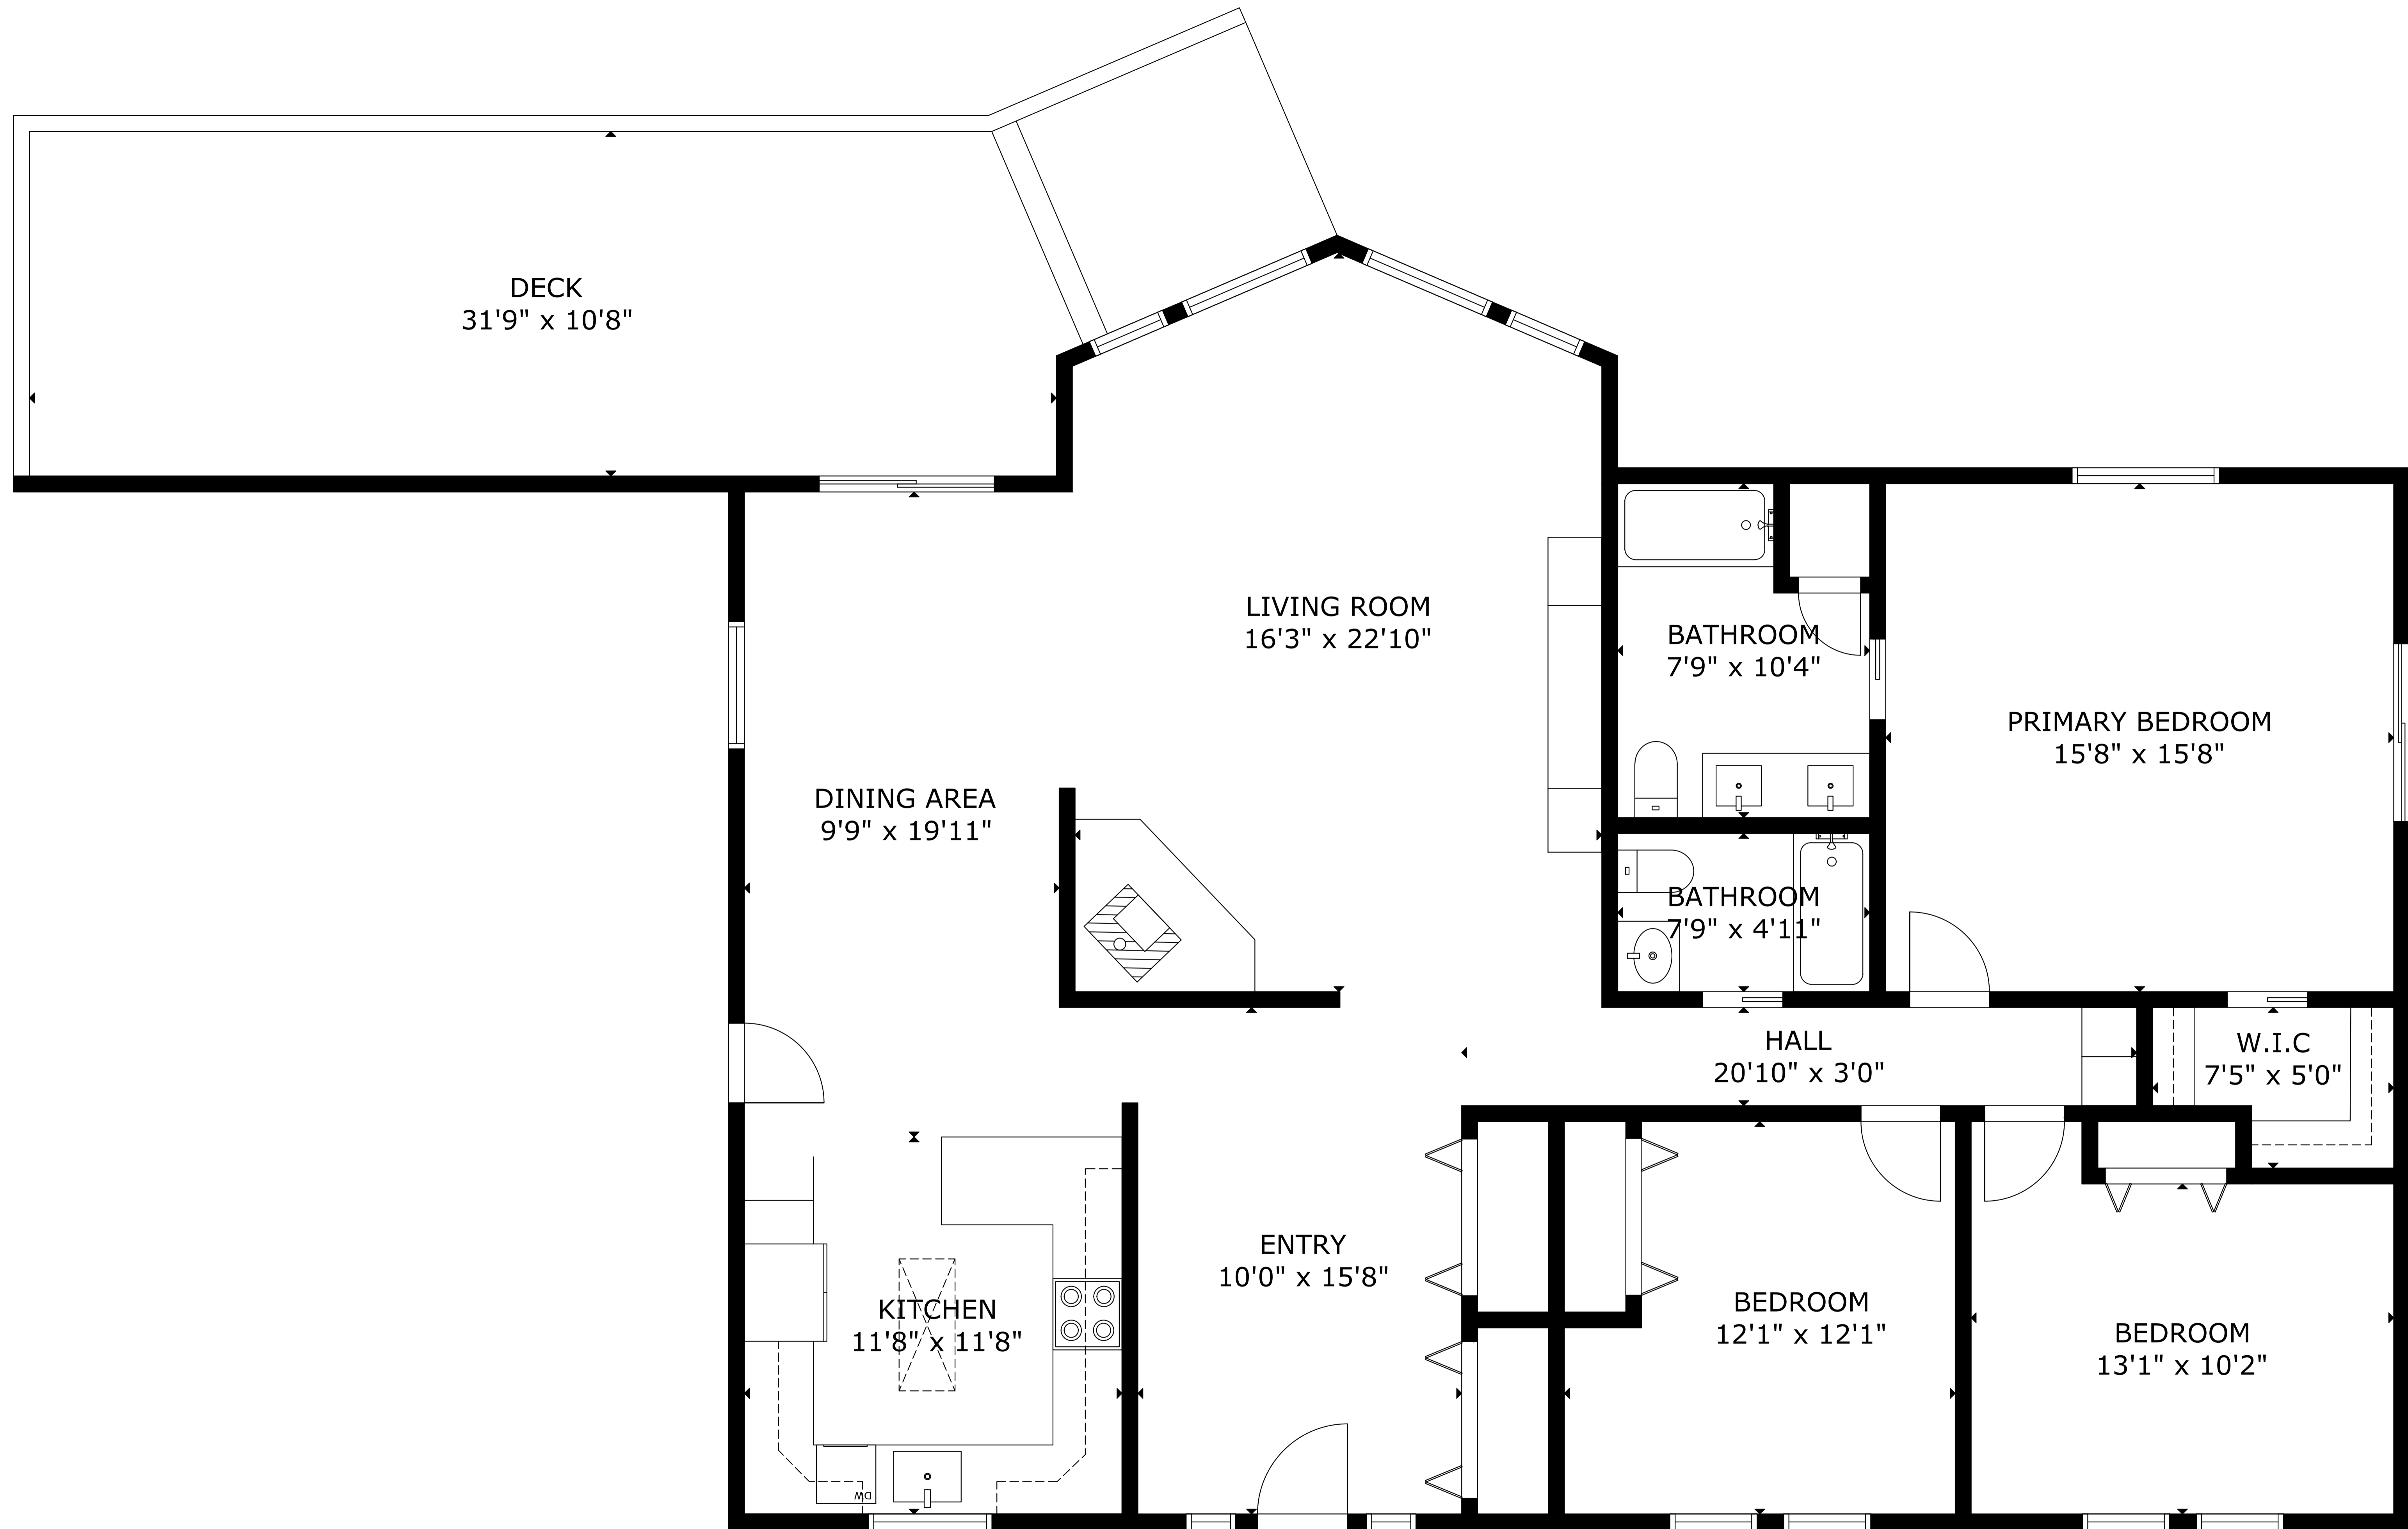 DECK
31'9" x 10'8"
LIVING ROOM
16'3" x 22'10"
BATHROOM
7'9" x 10'4"
PRIMARY BEDROOM
15'8" x 15'8"
DINING AREA
9'9" x 19'11"
BATHROOM
7'9" x 4'11"
HALL
20'10" x 3'0"
W.I.C
7'5" x 5'0"
ENTRY
10'0" x 15'8"
KITCHEN
11'8" x 11'8"
BEDROOM
12'1" x 12'1"
BEDROOM
13'1" x 10'2"
DW